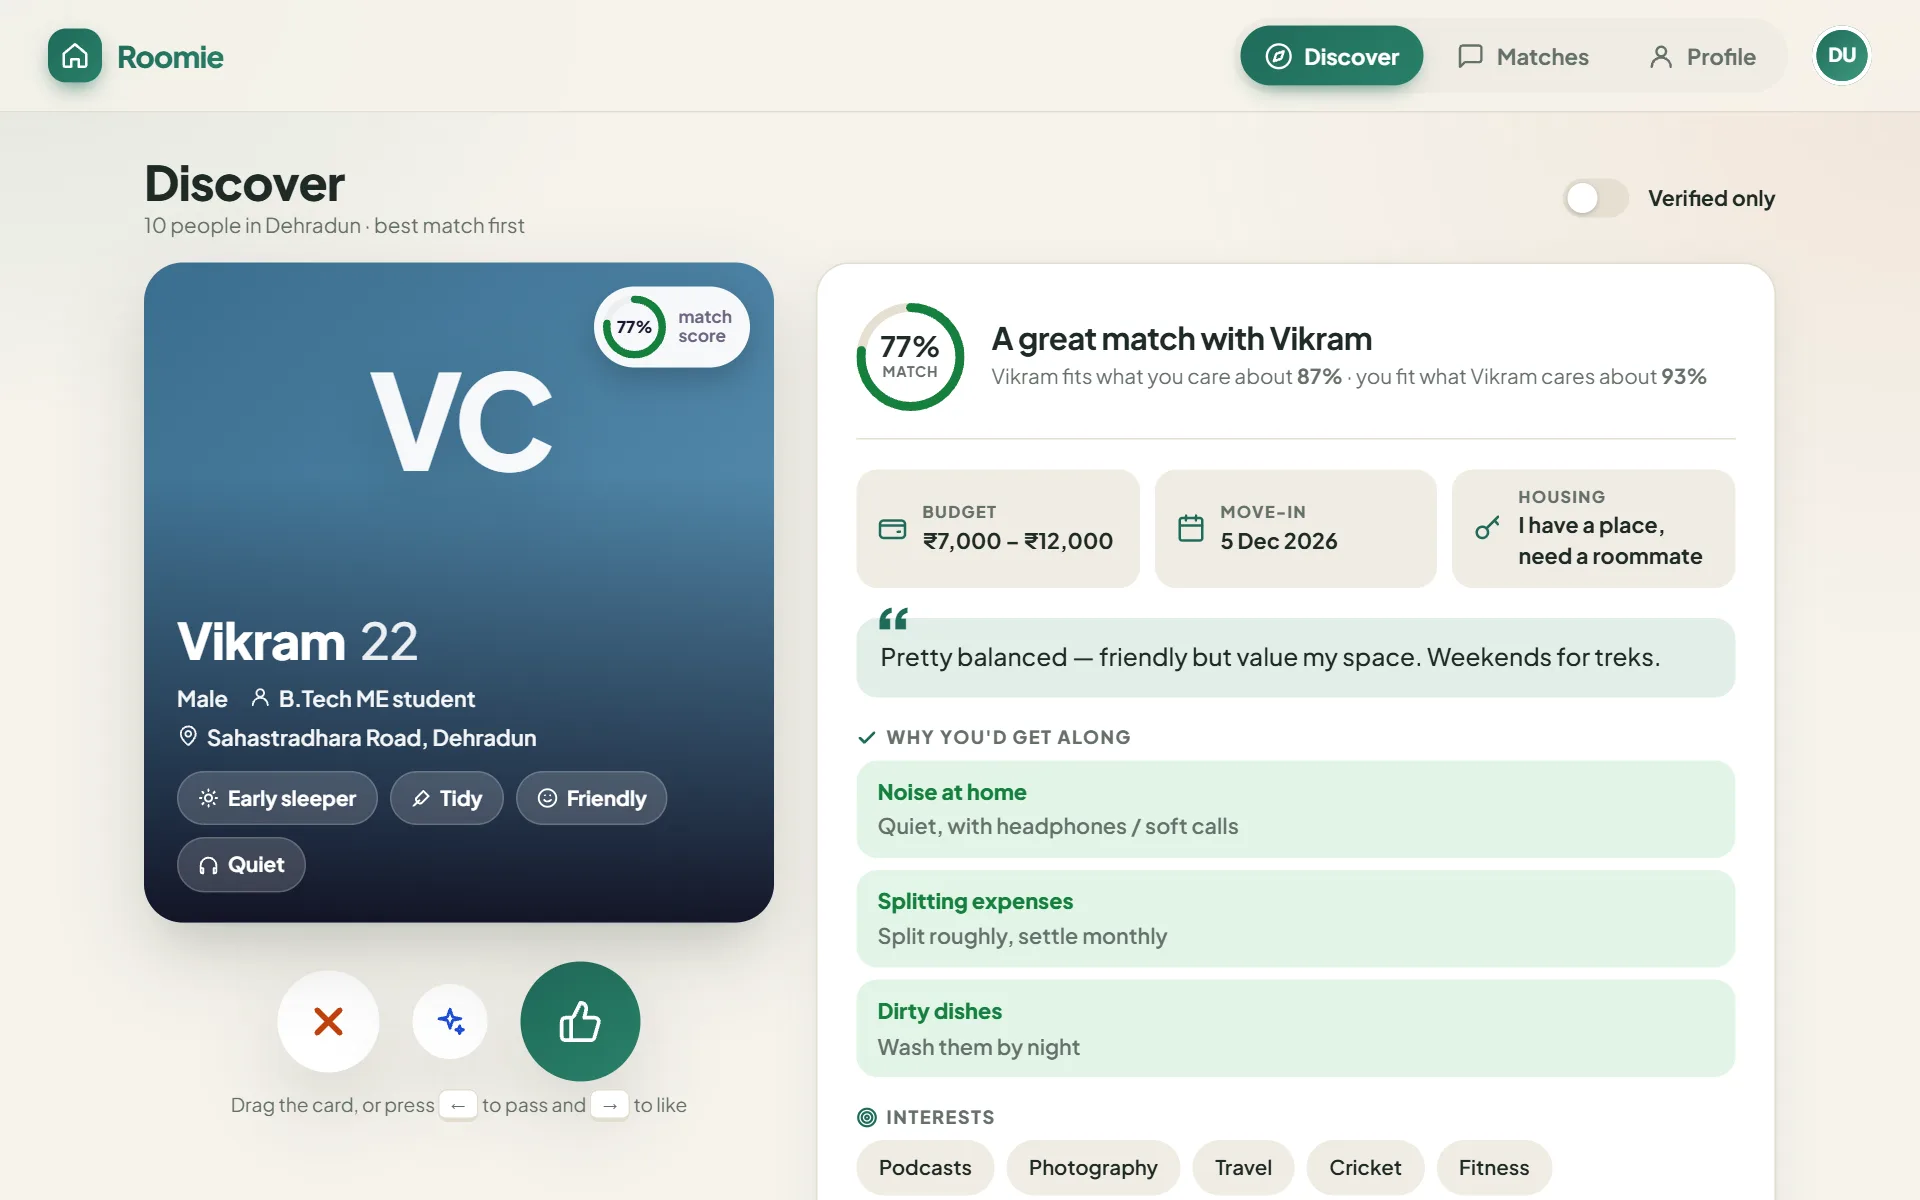 Roomie
Discover
Matches
Profile
DU
Discover
10 people in Dehradun · best match first
Verified only
77%
match
score
VC
Vikram 22
Male B.Tech ME student
Sahastradhara Road, Dehradun
Early sleeper
Tidy
Friendly
Quiet
Drag the card, or press ← to pass and → to like
77%
MATCH
A great match with Vikram
Vikram fits what you care about 87% · you fit what Vikram cares about 93%
BUDGET
₹7,000 – ₹12,000
MOVE-IN
5 Dec 2026
HOUSING
I have a place,
need a roommate
“
Pretty balanced — friendly but value my space. Weekends for treks.
WHY YOU'D GET ALONG
Noise at home
Quiet, with headphones / soft calls
Splitting expenses
Split roughly, settle monthly
Dirty dishes
Wash them by night
INTERESTS
Podcasts
Photography
Travel
Cricket
Fitness